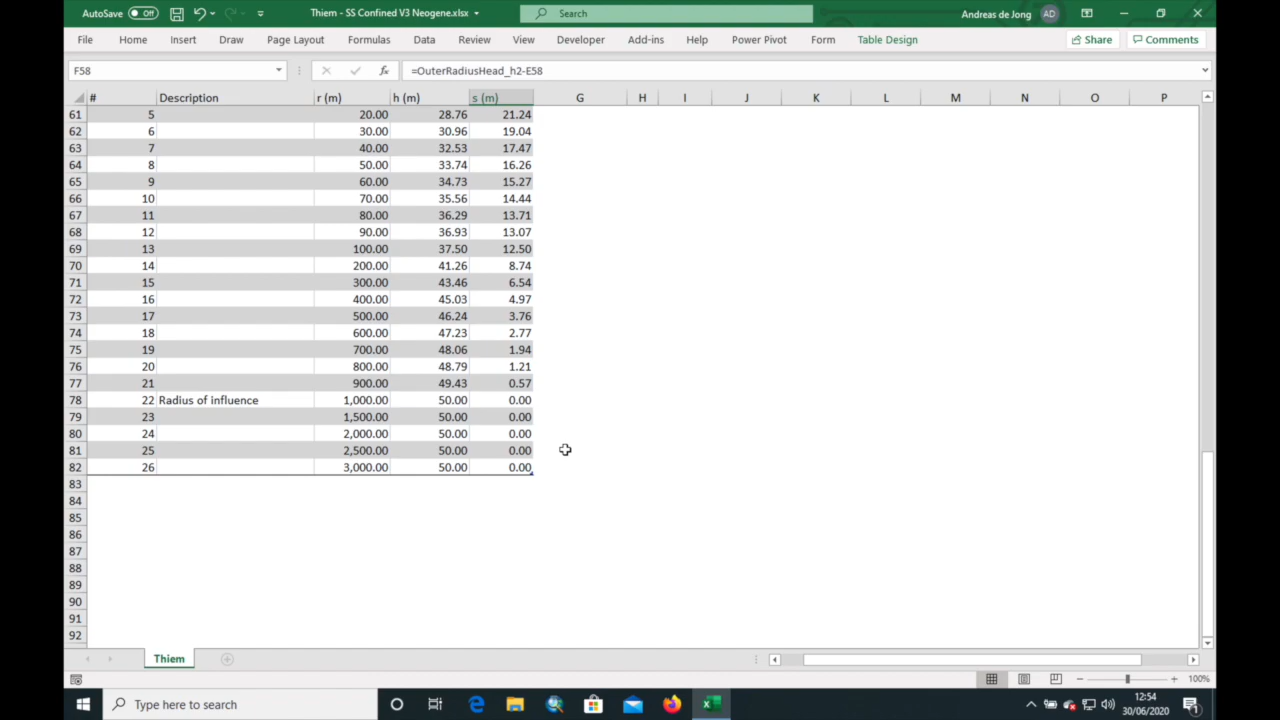 AutoSave Off Thiem - SS Confined V3 Neogene.xlsx Search Andreas de Jong AD
File Home Insert Draw Page Layout Formulas Data Review View Developer Add-ins Help Power Pivot Form Table Design Share Comments
F58 fx =OuterRadiusHead_h2-E58
# Description r (m) h (m) s (m) G H I J K L M N O P
61 5 20.00 28.76 21.24
62 6 30.00 30.96 19.04
63 7 40.00 32.53 17.47
64 8 50.00 33.74 16.26
65 9 60.00 34.73 15.27
66 10 70.00 35.56 14.44
67 11 80.00 36.29 13.71
68 12 90.00 36.93 13.07
69 13 100.00 37.50 12.50
70 14 200.00 41.26 8.74
71 15 300.00 43.46 6.54
72 16 400.00 45.03 4.97
73 17 500.00 46.24 3.76
74 18 600.00 47.23 2.77
75 19 700.00 48.06 1.94
76 20 800.00 48.79 1.21
77 21 900.00 49.43 0.57
78 22 Radius of influence 1,000.00 50.00 0.00
79 23 1,500.00 50.00 0.00
80 24 2,000.00 50.00 0.00
81 25 2,500.00 50.00 0.00
82 26 3,000.00 50.00 0.00
83
84
85
86
87
88
89
90
91
92
Thiem
100%
Type here to search 12:54
30/06/2020 1